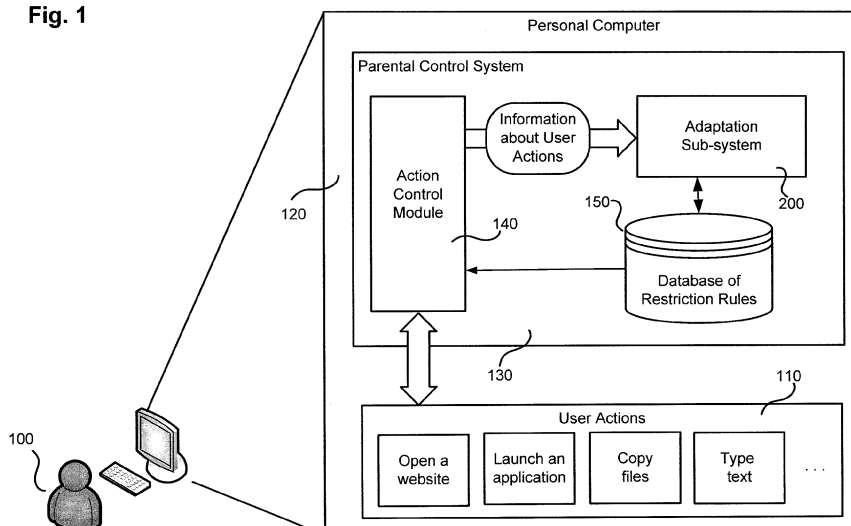 Fig. 1
Personal Computer
Parental Control System
Information
about User
Actions
Adaptation
Sub-system
Action
Control
Module
120
140
150
200
Database of
Restriction Rules
130
110
User Actions
100
Open a
website
Launch an
application
Copy
files
Type
text
. . .